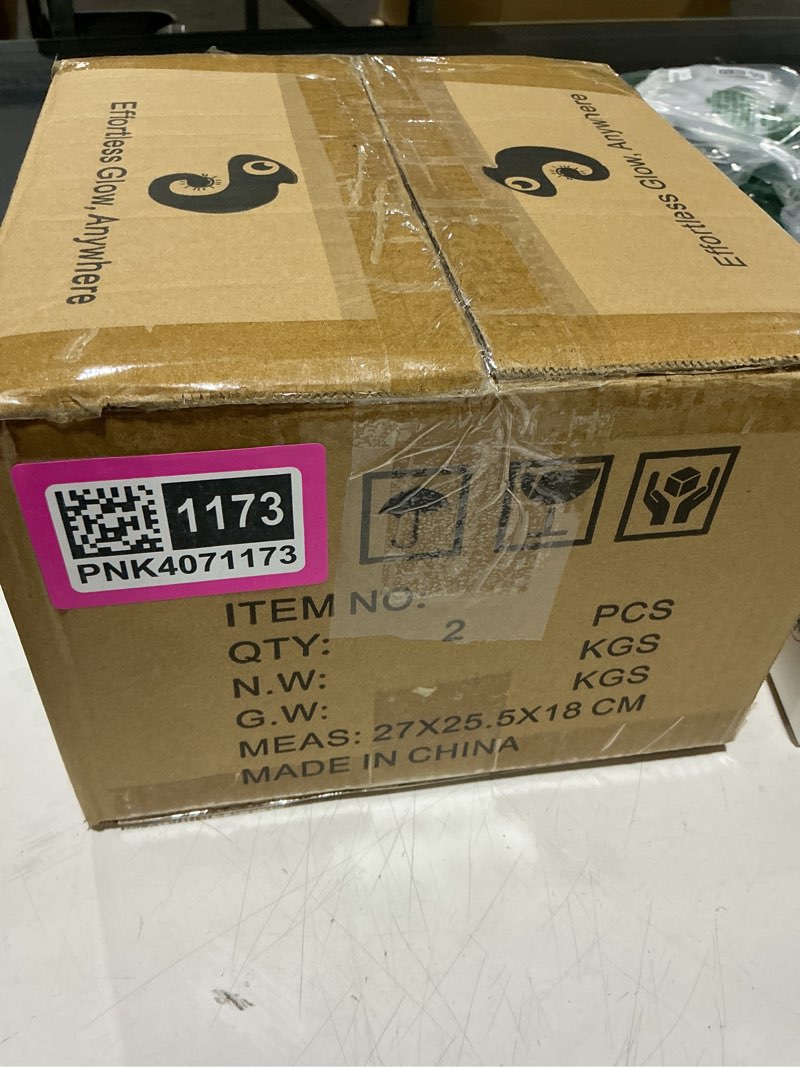 Effortless Glow, Anywhere
Effortless Glow, Anywhere
1173
PNK4071173
ITEM NO:
QTY: 2 PCS
N.W: KGS
G.W: KGS
MEAS: 27X25.5X18 CM
MADE IN CHINA